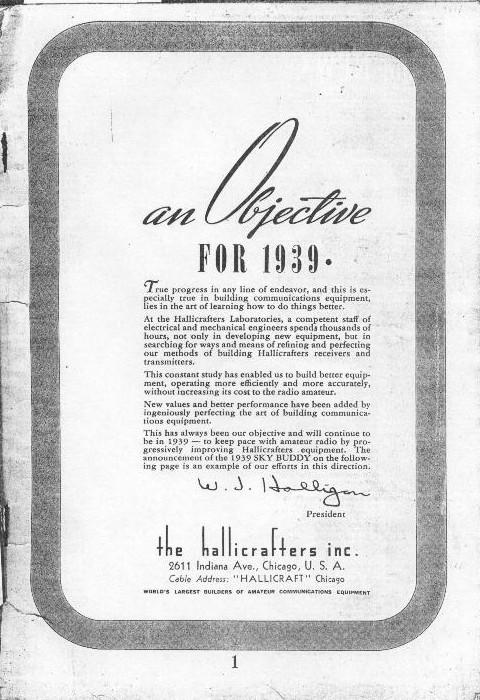 an Objective
FOR 1939.
True progress in any line of endeavor, and this is es-
pecially true in building communications equipment,
lies in the art of learning how to do things better.
At the Hallicrafters Laboratories, a competent staff of
electrical and mechanical engineers spends thousands of
hours, not only in developing new equipment, but in
searching for ways and means of refining and perfecting
our methods of building Hallicrafters receivers and
transmitters.
This constant study has enabled us to build better equip-
ment, operating more efficiently and more accurately,
without increasing its cost to the radio amateur.
New values and better performance have been added by
ingeniously perfecting the art of building communica-
tions equipment.
This has always been our objective and will continue to
be in 1939 — to keep pace with amateur radio by pro-
gressively improving Hallicrafters equipment. The
announcement of the 1939 SKY BUDDY on the follow-
ing page is an example of our efforts in this direction.
W. J. Halligan
President
the hallicrafters inc.
2611 Indiana Ave., Chicago, U. S. A.
Cable Address: "HALLICRAFT" Chicago
WORLD'S LARGEST BUILDERS OF AMATEUR COMMUNICATIONS EQUIPMENT
1